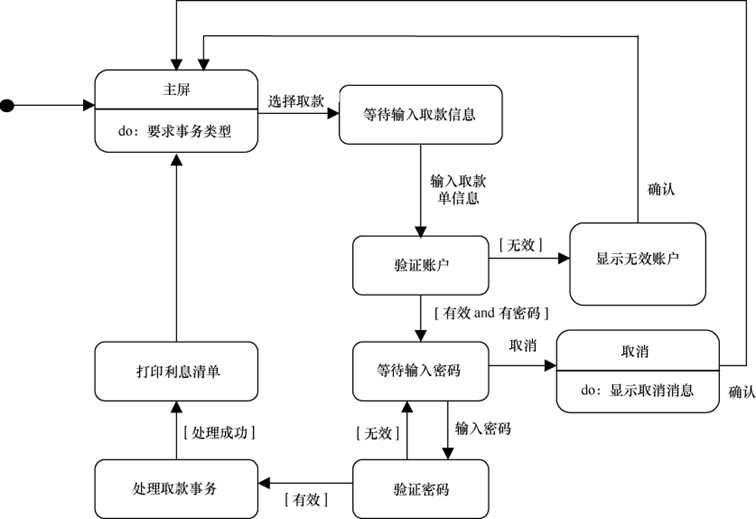 主屏
do：要求事务类型
选择取款
等待输入取款信息
输入取款
单信息
确认
验证账户
[无效]
显示无效账户
[有效 and 有密码]
打印利息清单
等待输入密码
取消
取消
do：显示取消消息
确认
[处理成功]
[无效]
输入密码
处理取款事务
[有效]
验证密码